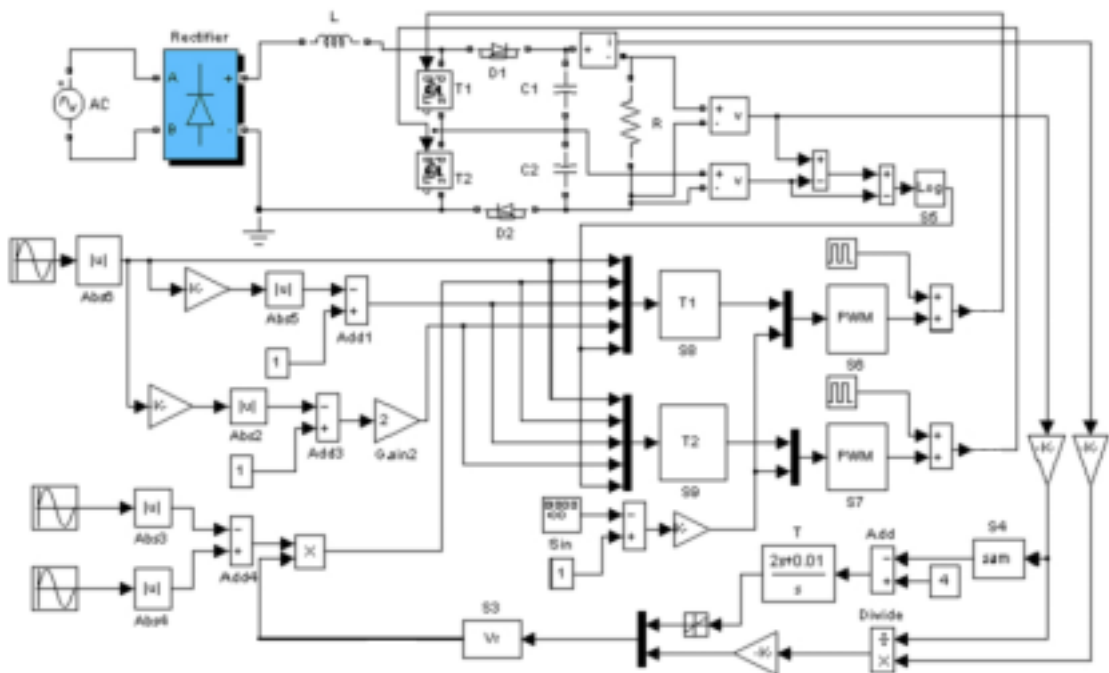 L
Rectifier
A
+
B
-
AC
D1
+
i
-
T1
C1
R
+
-
v
T2
C2
+
-
v
+
-
+
-
Log
S5
D2
|u|
Abs6
K-
|u|
Abs5
-
+
Add1
1
T1
S8
PWM
S6
+
+
K-
|u|
Abs2
-
+
Add3
1
2
Gain2
T2
S9
PWM
S7
+
+
-K-
-K-
|u|
Abs3
-
+
Add4
X
|u|
Abs4
Sin
-
+
1
K-
T
2s+0.01
s
Add
-
+
S4
sam
4
S3
Vr
-K-
Divide
÷
X